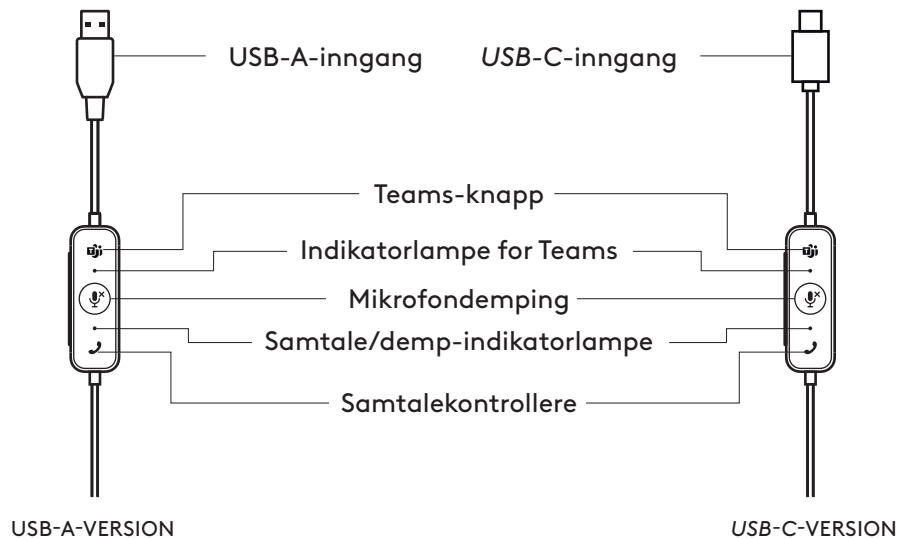 USB-A-inngang USB-C-inngang
Teams-knapp
Indikatorlampe for Teams
Mikrofondemping
Samtale/demp-indikatorlampe
Samtalekontrollere
USB-A-VERSION USB-C-VERSION